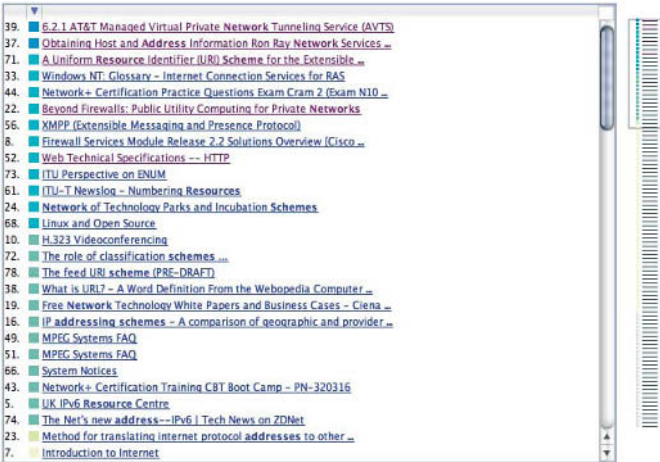 39. 6.2.1 AT&T Managed Virtual Private Network Tunneling Service (AVTS)
37. Obtaining Host and Address Information Ron Ray Network Services ...
71. A Uniform Resource Identifier (URI) Scheme for the Extensible ...
33. Windows NT: Glossary - Internet Connection Services for RAS
44. Network+ Certification Practice Questions Exam Cram 2 (Exam N10 ...
22. Beyond Firewalls: Public Utility Computing for Private Networks
56. XMPP (Extensible Messaging and Presence Protocol)
8. Firewall Services Module Release 2.2 Solutions Overview [Cisco ...
52. Web Technical Specifications -- HTTP
73. ITU Perspective on ENUM
61. ITU-T Newslog - Numbering Resources
24. Network of Technology Parks and Incubation Schemes
68. Linux and Open Source
10. H.323 Videoconferencing
72. The role of classification schemes ...
78. The feed URI scheme (PRE-DRAFT)
38. What is URL? - A Word Definition From the Webopedia Computer ...
19. Free Network Technology White Papers and Business Cases - Ciena ...
16. IP addressing schemes - A comparison of geographic and provider ...
49. MPEG Systems FAQ
51. MPEG Systems FAQ
66. System Notices
43. Network+ Certification Training CBT Boot Camp - PN-320316
5. UK IPv6 Resource Centre
74. The Net's new address--IPv6 | Tech News on ZDNet
23. Method for translating internet protocol addresses to other ...
7. Introduction to Internet